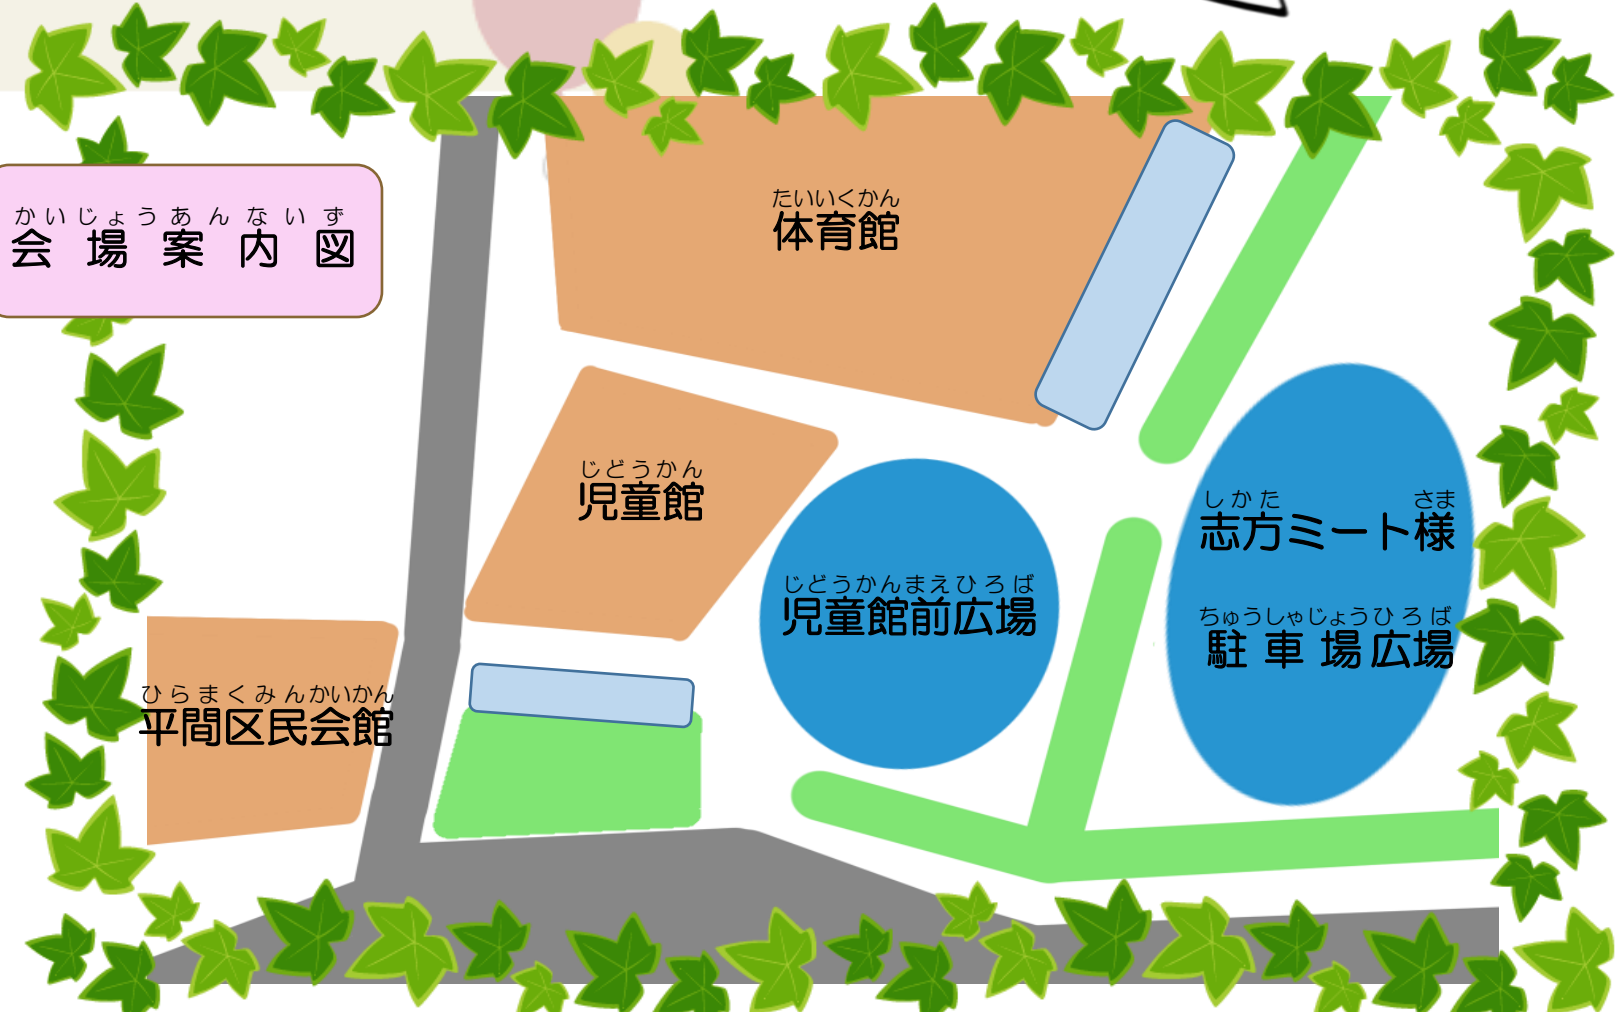 かいじょうあんないず
会場案内図
たいいくかん
体育館
じどうかん
児童館
じどうかんまえひろば
児童館前広場
しかた さま
志方ミート様
ちゅうしゃじょうひろば
駐車場広場
ひらまくみんかいかん
平間区民会館